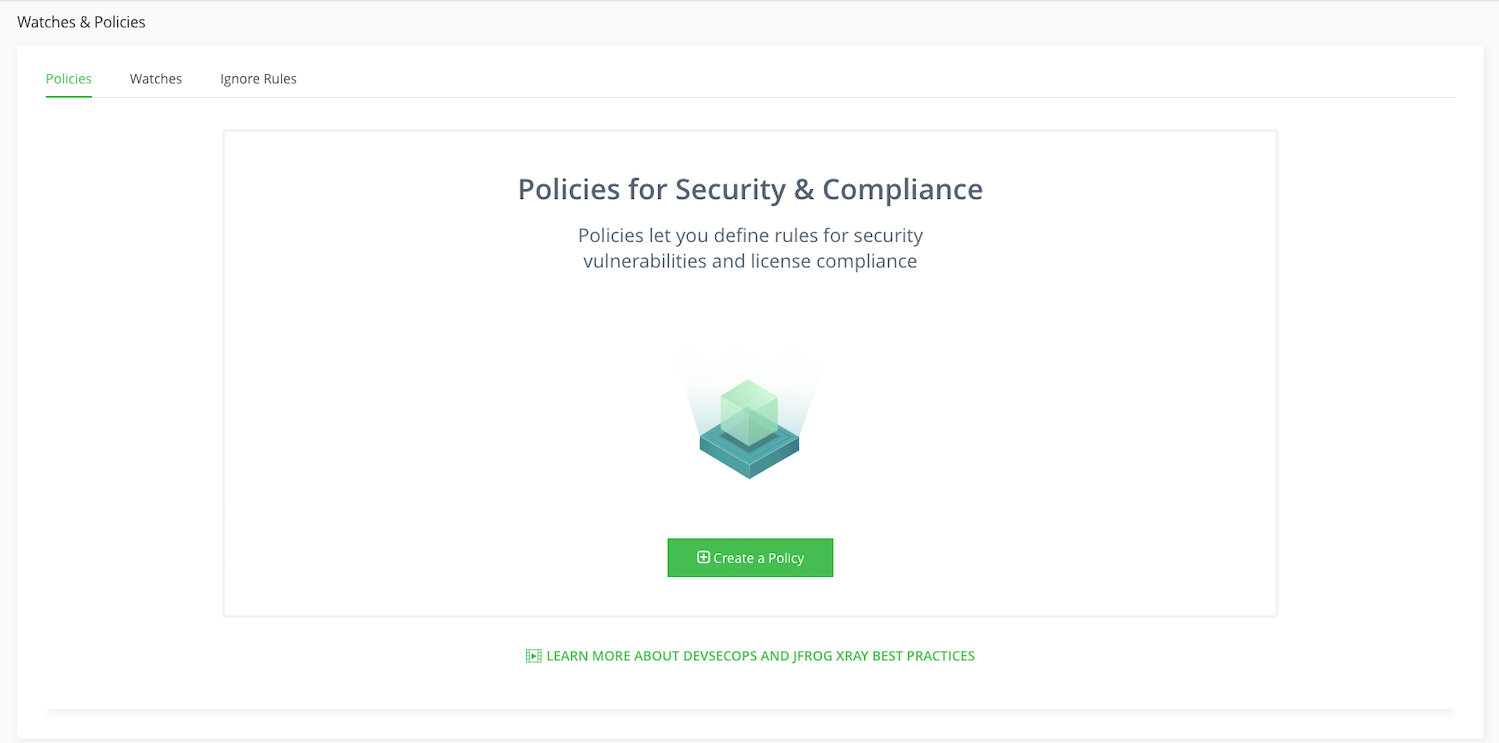 Watches & Policies
Policies
Watches
Ignore Rules
Policies for Security & Compliance
Policies let you define rules for security
vulnerabilities and license compliance
Create a Policy
LEARN MORE ABOUT DEVSECOPS AND JFROG XRAY BEST PRACTICES